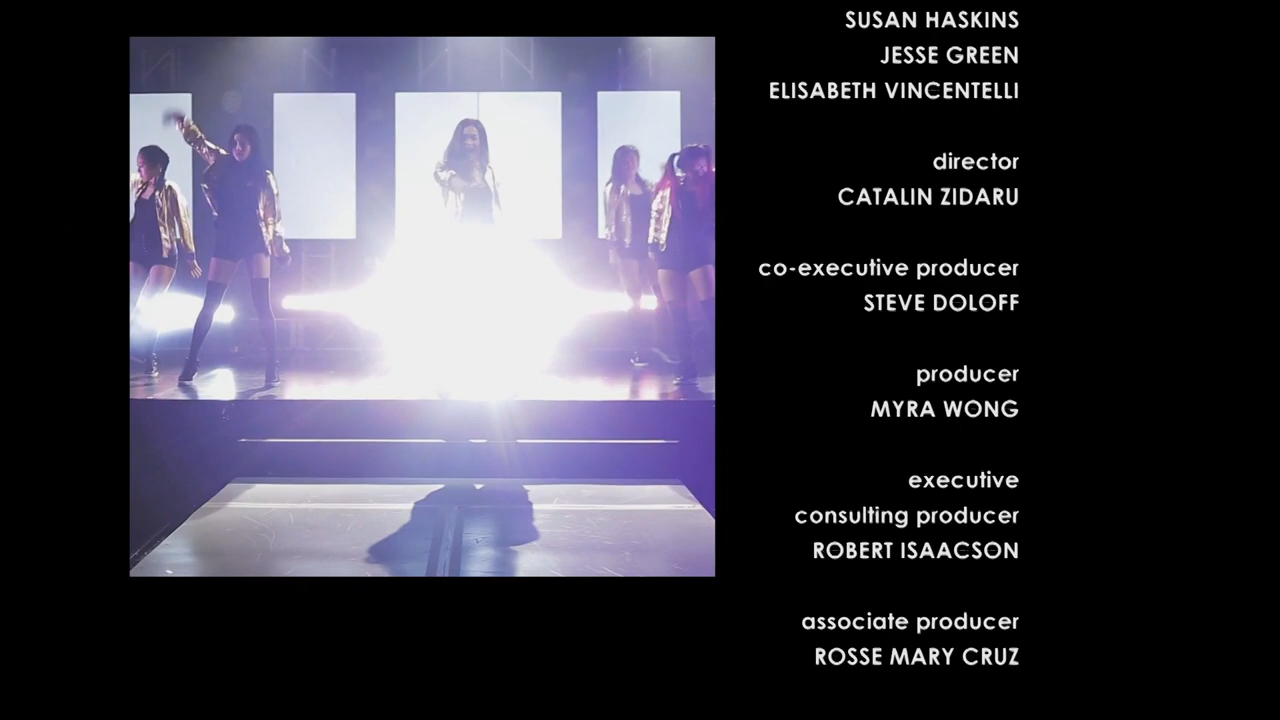 SUSAN HASKINS
JESSE GREEN
ELISABETH VINCENTELLI
director
CATALIN ZIDARU
co-executive producer
STEVE DOLOFF
producer
MYRA WONG
executive
consulting producer
ROBERT ISAACSON
associate producer
ROSSE MARY CRUZ